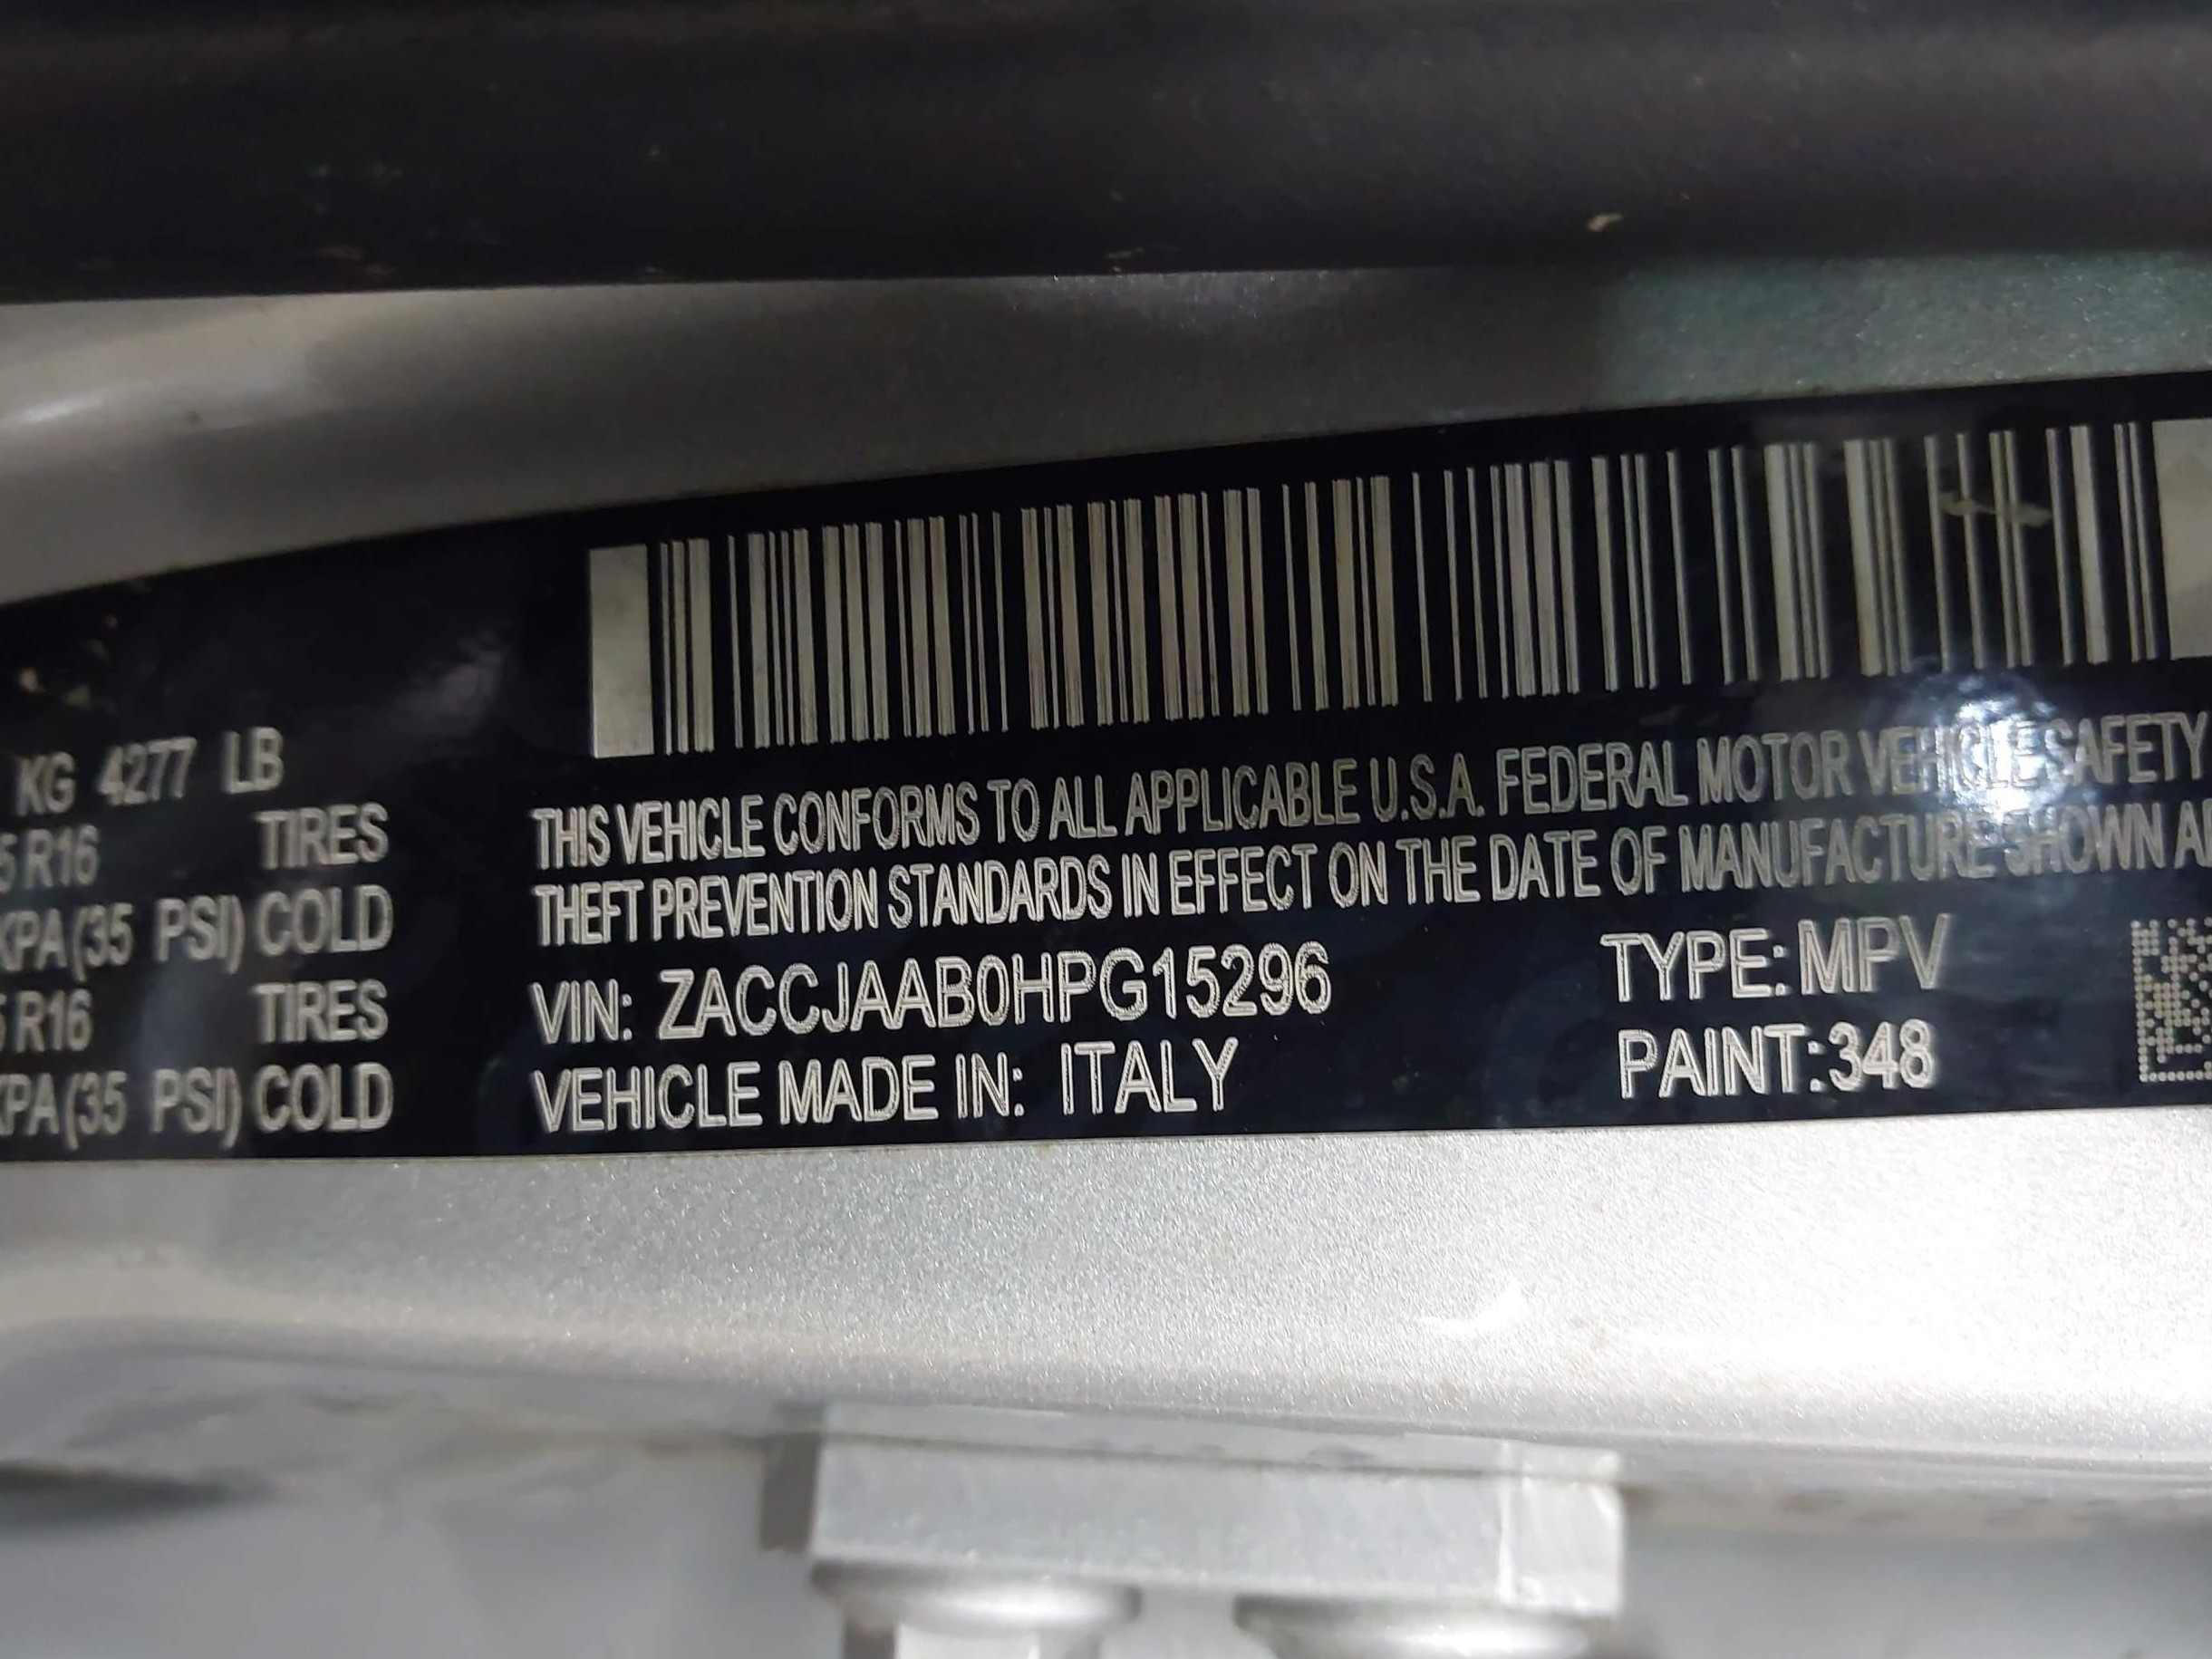 KG 4277 LB
5 R16 TIRES
KPA (35 PSI) COLD
5 R16 TIRES
KPA (35 PSI) COLD
THIS VEHICLE CONFORMS TO ALL APPLICABLE U.S.A. FEDERAL MOTOR VEHICLE SAFETY
THEFT PREVENTION STANDARDS IN EFFECT ON THE DATE OF MANUFACTURE SHOWN
VIN: ZACCJAAB0HPG15296 TYPE: MPV
VEHICLE MADE IN: ITALY PAINT: 348